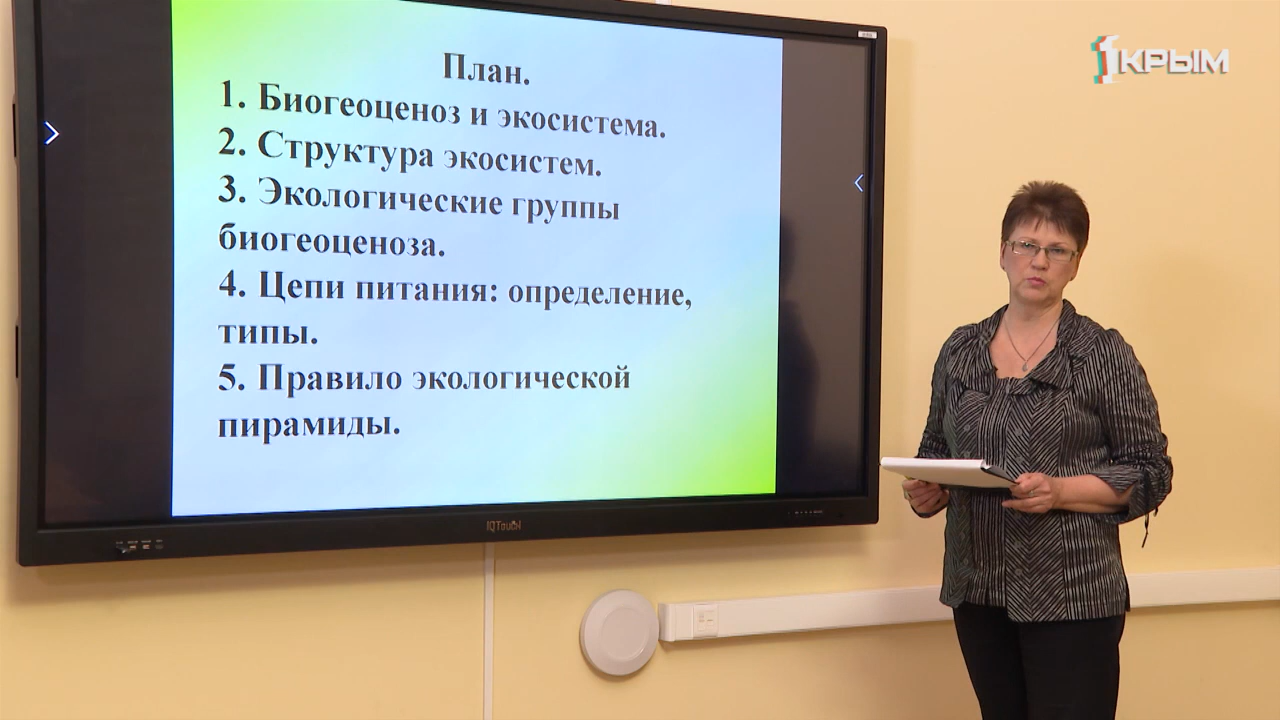 План.
1. Биогеоценоз и экосистема.
2. Структура экосистем.
3. Экологические группы
биогеоценоза.
4. Цепи питания: определение,
типы.
5. Правило экологической
пирамиды.
1КРЫМ
IQTouch